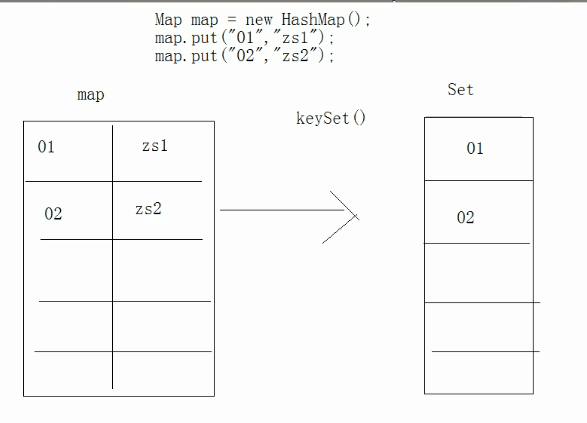 Map map = new HashMap();
map.put("01","zs1");
map.put("02","zs2");
map
Set
keySet()
01 zs1
02 zs2
01
02